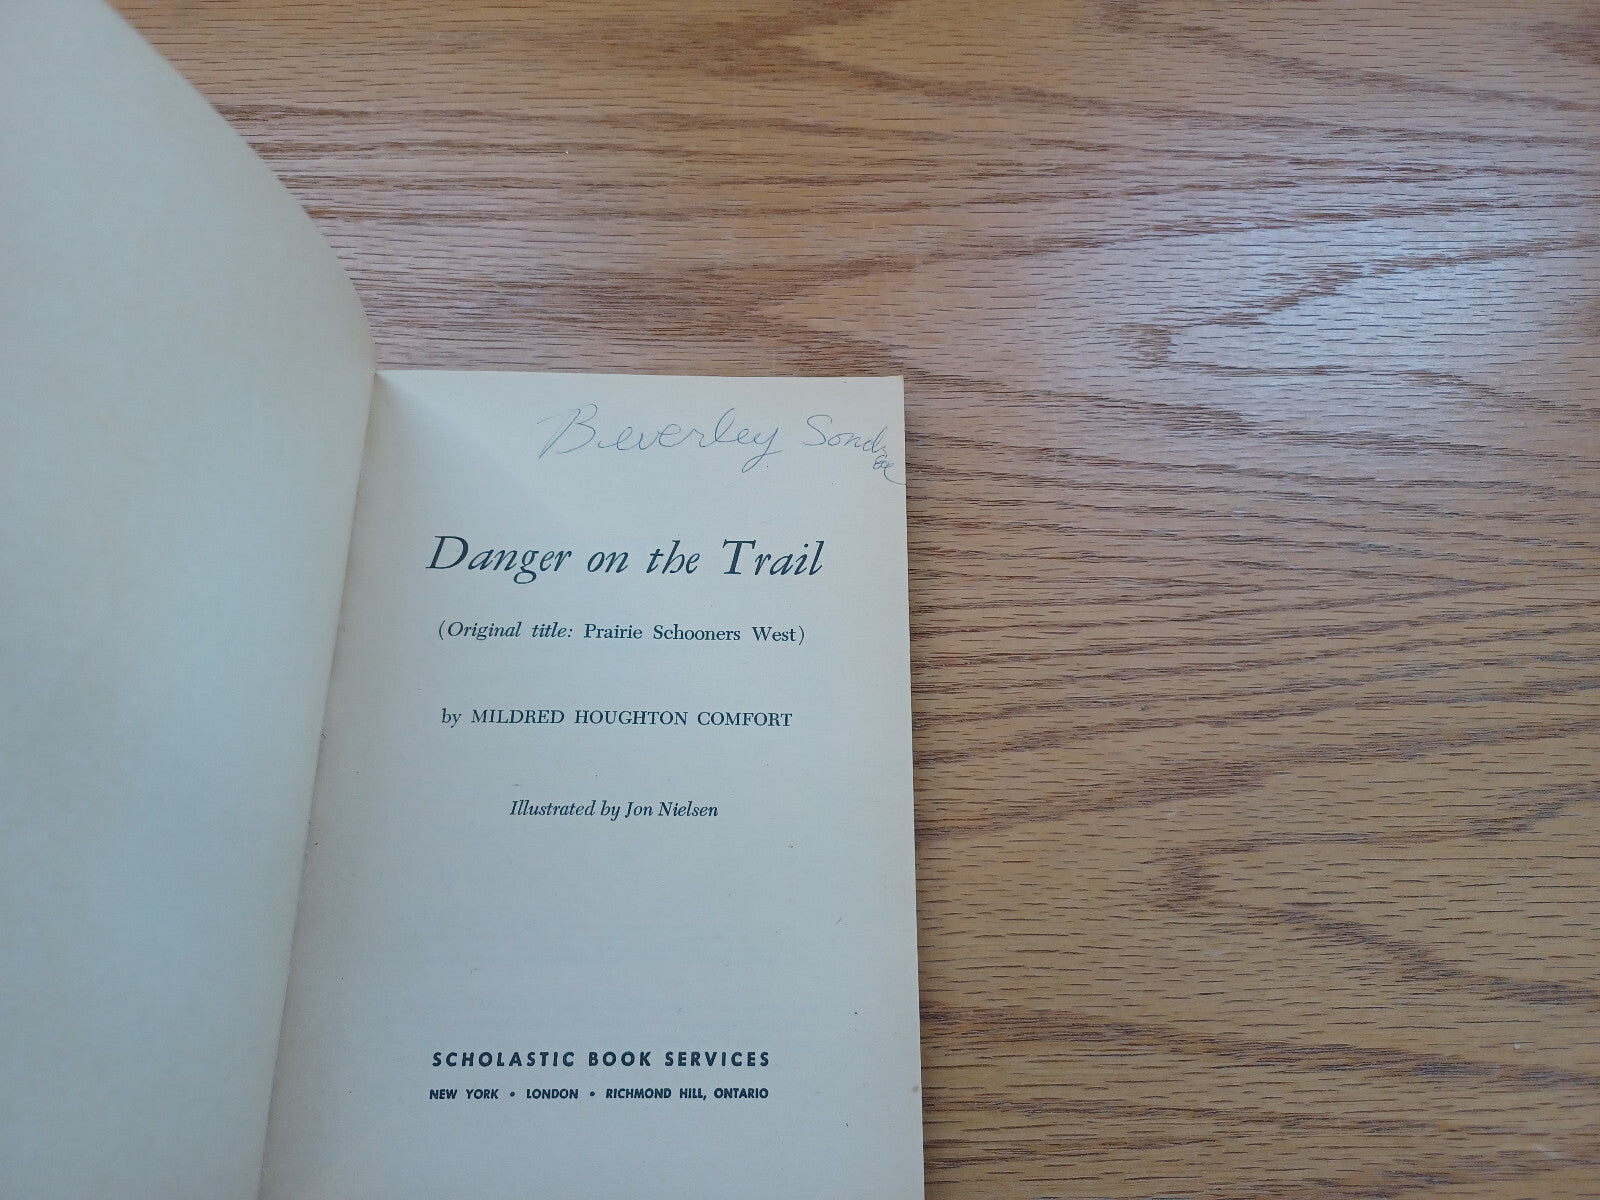 Beverley
Danger on the Trail
(Original title: Prairie Schooners West)
by MILDRED HOUGHTON COMFORT
Illustrated by Jon Nielsen
SCHOLASTIC BOOK SERVICES
NEW YORK • LONDON • RICHMOND HILL, ONTARIO